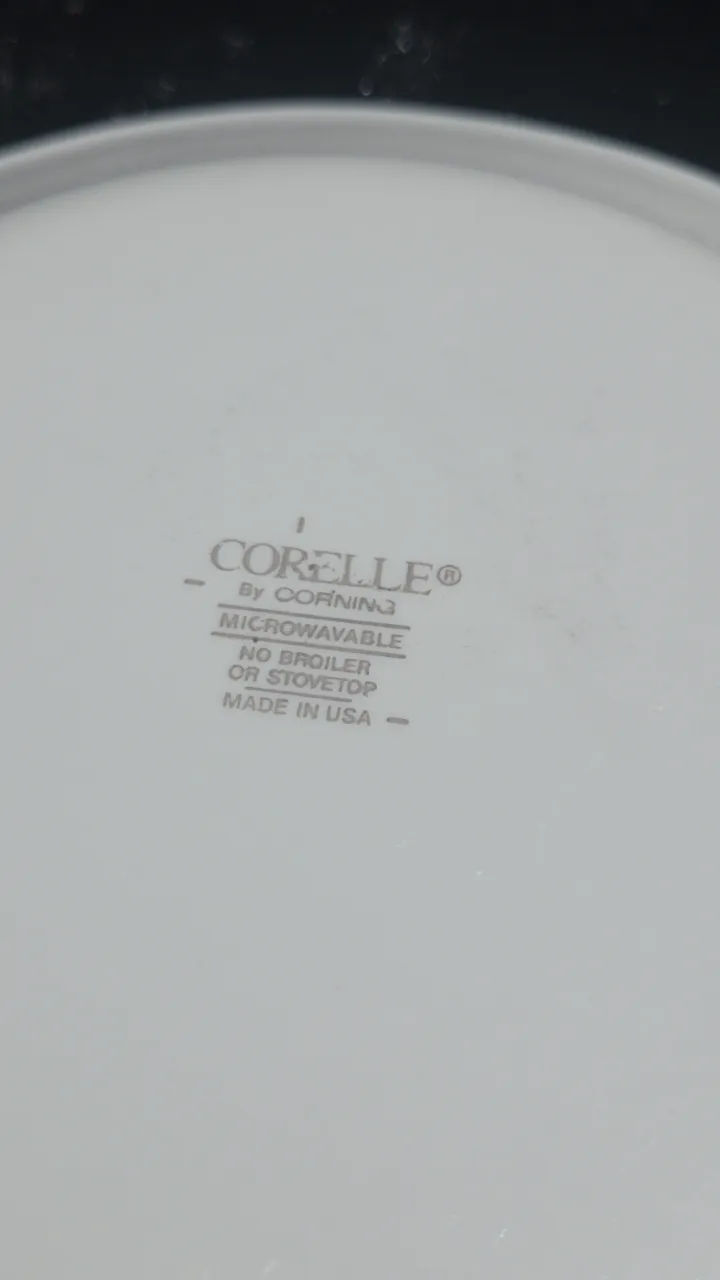 CORELLE®
By CORNING
MICROWAVABLE
NO BROILER
OR STOVETOP
MADE IN USA